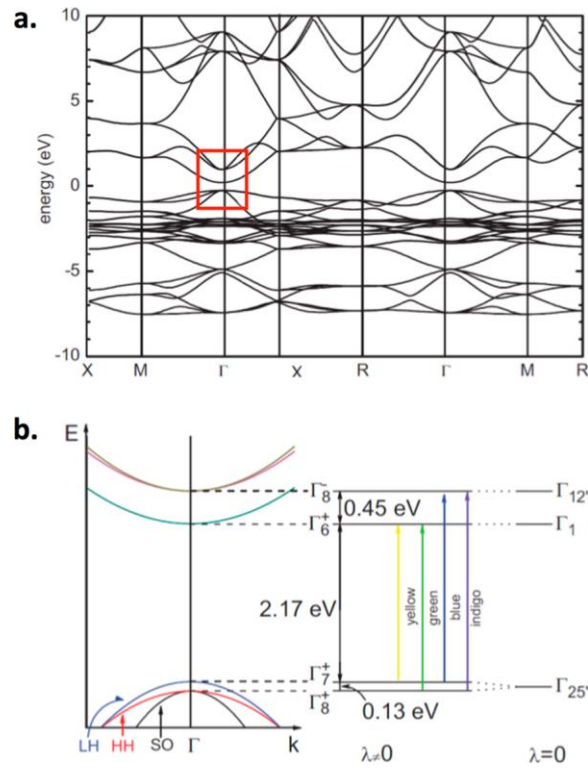 a.
10
5
0
-5
-10
energy (eV)
X M Γ X R Γ M R
b.
E
Γ₈⁻
0.45 eV
Γ₆⁺
2.17 eV
Γ₇⁺
Γ₈⁺
0.13 eV
yellow
green
blue
indigo
Γ₁₂'
Γ₁
Γ₂₅'
LH HH SO Γ k
λ≠0
λ=0